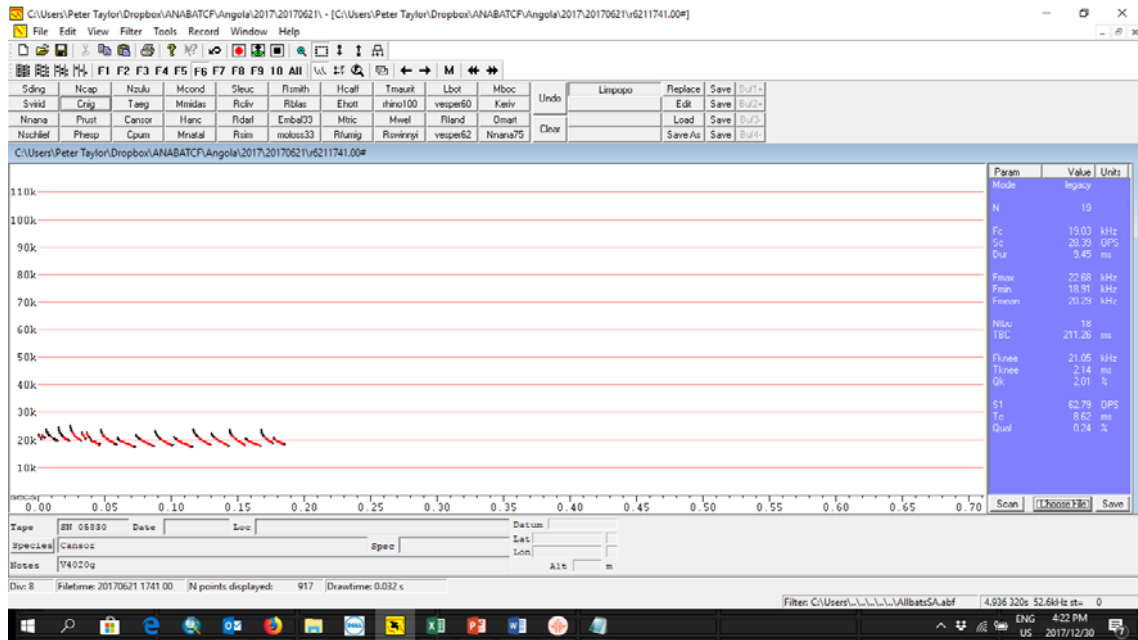 C:\Users\Peter Taylor\Dropbox\ANABATCF\Angola\2017\20170621\ - [C:\Users\Peter Taylor\Dropbox\ANABATCF\Angola\2017\20170621\r6211741.00#]
File Edit View Filter Tools Record Window Help
F1 F2 F3 F4 F5 F6 F7 F8 F9 10 All M
Sding Ncap Nzulu Mcond Sleuc Rsmith Hcaff Tmaurit Lbot Mboc Undo Limpopo Replace Save Buf1+
Svirid Cnig Taeg Mmidas Rcliv Rblas Ehott rhino100 vesper60 Keriv Edit Save Buf2+
Nnana Prust Cansor Hanc Rdarl Embal33 Mtric Mwel Rland Omart Clear Load Save Buf3-
Nschlief Phesp Cpum Mnatal Rsim moloss33 Rfumig Rswinnyi vesper62 Nnana75 Save As Save Buf4-
C:\Users\Peter Taylor\Dropbox\ANABATCF\Angola\2017\20170621\r6211741.00#
Param Value Units
Mode legacy
N 19
Fc 19.03 kHz
Sc 28.39 OPS
Dur 9.45 ms
Fmax 22.68 kHz
Fmin 18.91 kHz
Fmean 20.29 kHz
Ntbc 18
TBC 211.26 ms
Fknee 21.05 kHz
Tknee 2.14 ms
Qk 2.01 %
S1 62.79 OPS
Tc 8.62 ms
Qual 0.24 %
110k
100k
90k
80k
70k
60k
50k
40k
30k
20k
10k
secs
0.00 0.05 0.10 0.15 0.20 0.25 0.30 0.35 0.40 0.45 0.50 0.55 0.60 0.65 0.70
Scan Choose File Save
Tape SN 05830 Date Loc Datum
Species Cansor Spec Lat
Lon
Notes V4020g Alt m
Div: 8 Filetime: 20170621 1741 00 N points displayed: 917 Drawtime: 0.032 s
Filter: C:\Users\...\...\...\...\AllbatsSA.abf 4.936 320s 52.6kHz st= 0
ENG 4:22 PM
US 2017/12/30